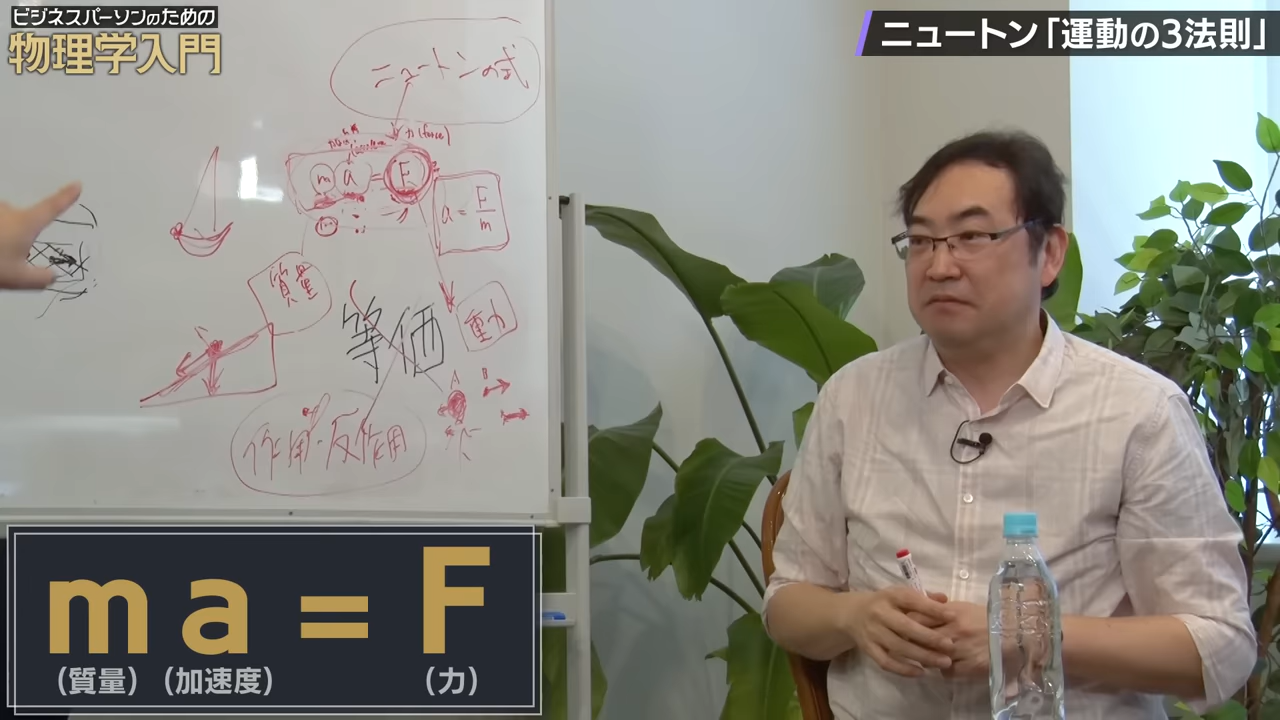 ビジネスパーソンのための
物理学入門
ニュートン「運動の3法則」
ニュートンの式
力(force)
m a = F
a = F/m
質量
等価
重力
A
B
作用・反作用
m a = F
(質量) (加速度) (力)